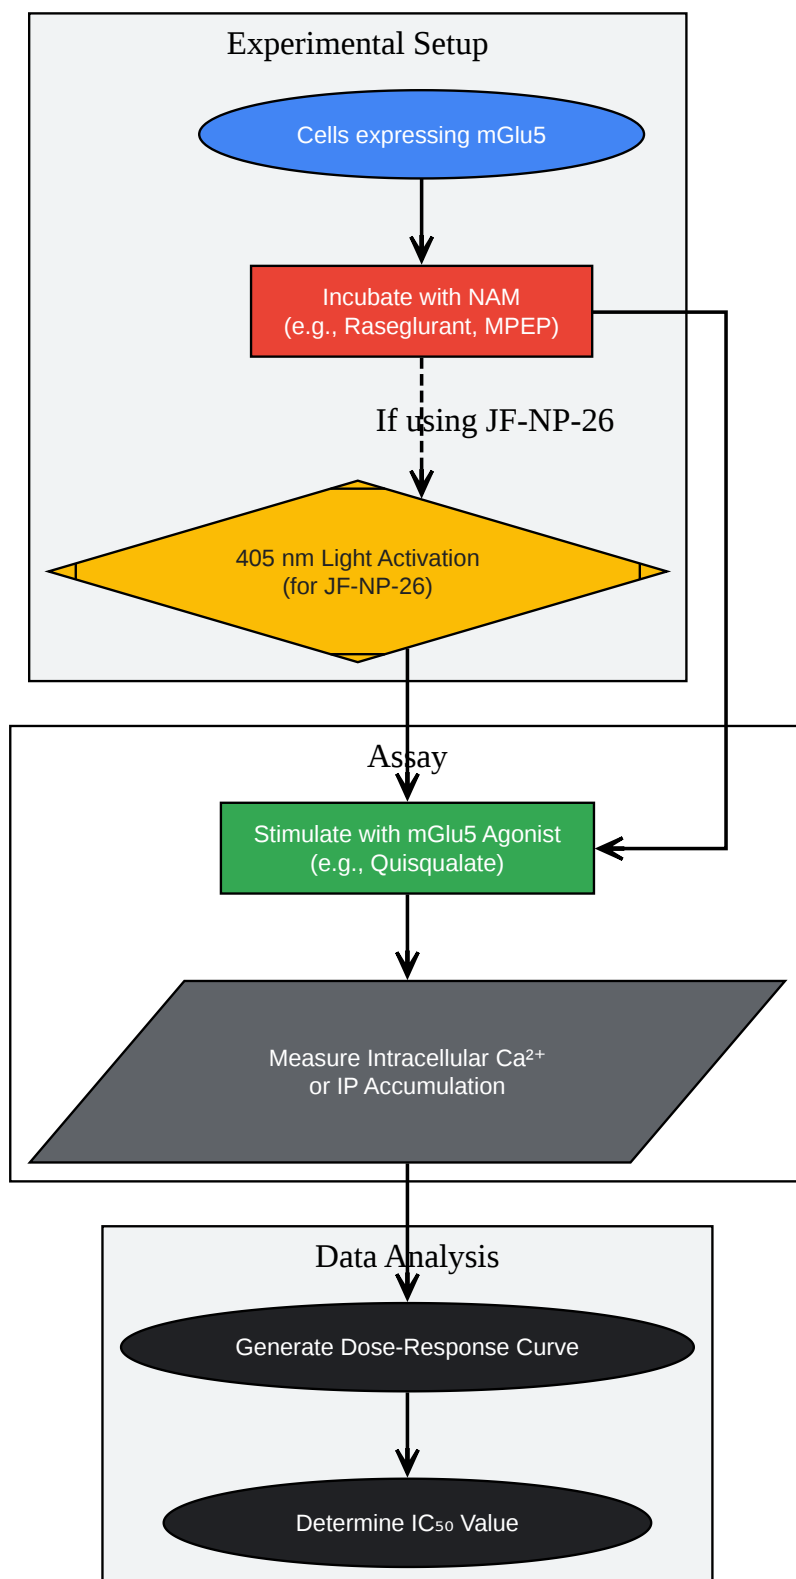 Experimental Setup
Cells expressing mGlu5
Incubate with NAM
(e.g., Raseglurant, MPEP)
If using JF-NP-26
405 nm Light Activation
(for JF-NP-26)
Assay
Stimulate with mGlu5 Agonist
(e.g., Quisqualate)
Measure Intracellular Ca²⁺
or IP Accumulation
Data Analysis
Generate Dose-Response Curve
Determine IC₅₀ Value